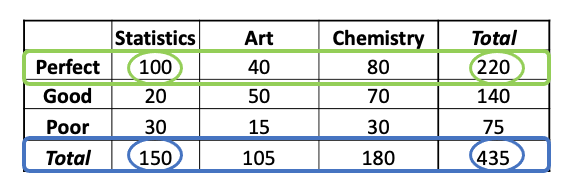 Statistics Art Chemistry Total
Perfect 100 40 80 220
Good 20 50 70 140
Poor 30 15 30 75
Total 150 105 180 435